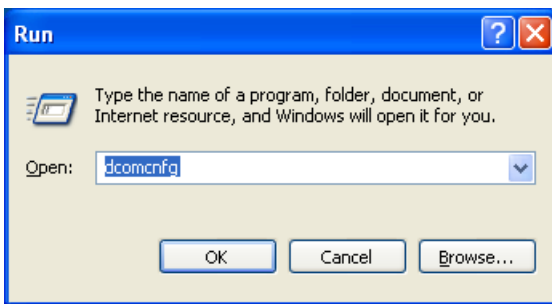 Run
Type the name of a program, folder, document, or
Internet resource, and Windows will open it for you.
Open: dcomcnfg
OK Cancel Browse...